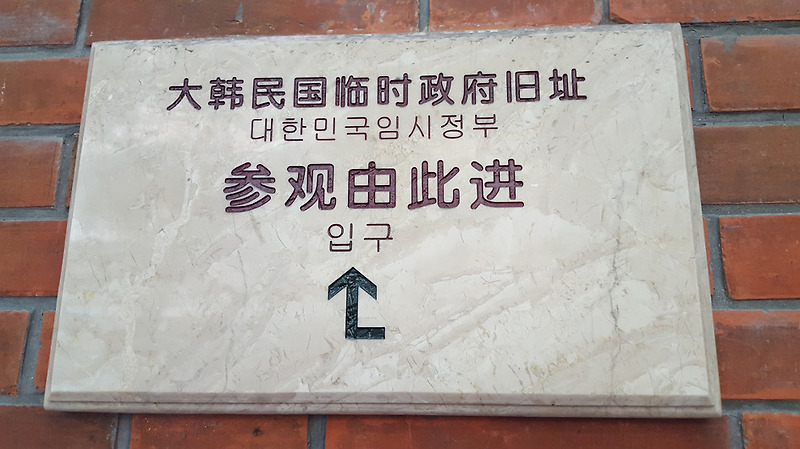 大韩民国临时政府旧址
대한민국임시정부
参观由此进
입구